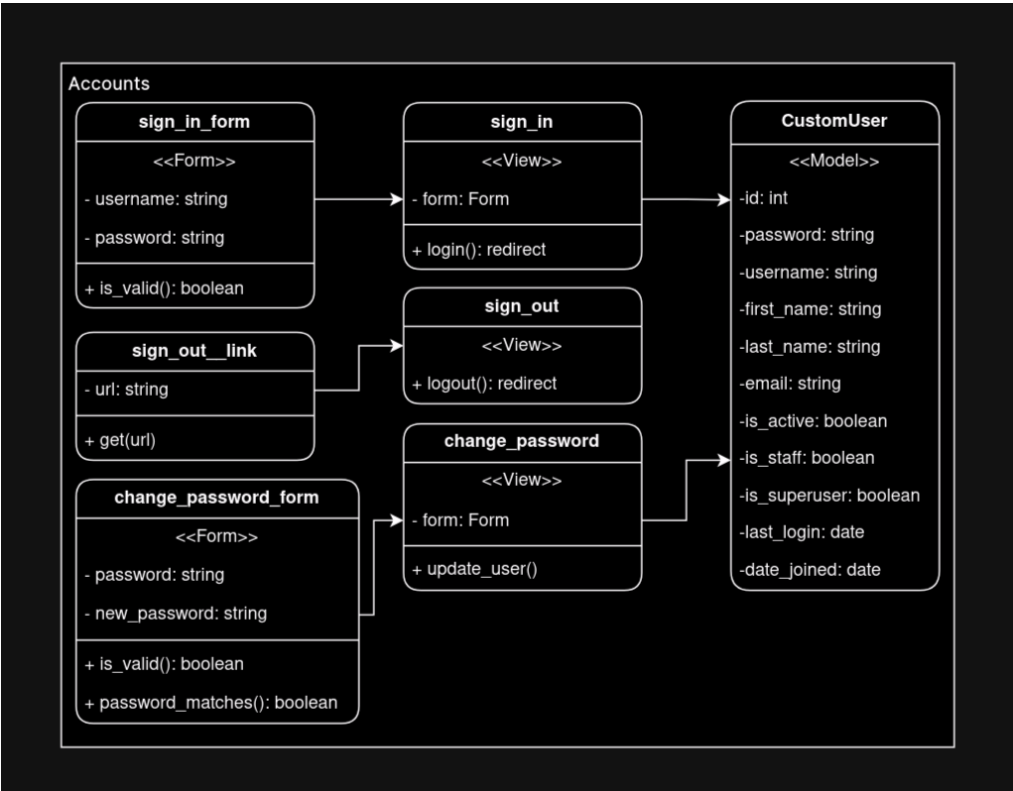 Accounts
sign_in_form
<<Form>>
- username: string
- password: string
+ is_valid(): boolean
sign_out__link
- url: string
+ get(url)
change_password_form
<<Form>>
- password: string
- new_password: string
+ is_valid(): boolean
+ password_matches(): boolean
sign_in
<<View>>
- form: Form
+ login(): redirect
sign_out
<<View>>
+ logout(): redirect
change_password
<<View>>
- form: Form
+ update_user()
CustomUser
<<Model>>
-id: int
-password: string
-username: string
-first_name: string
-last_name: string
-email: string
-is_active: boolean
-is_staff: boolean
-is_superuser: boolean
-last_login: date
-date_joined: date